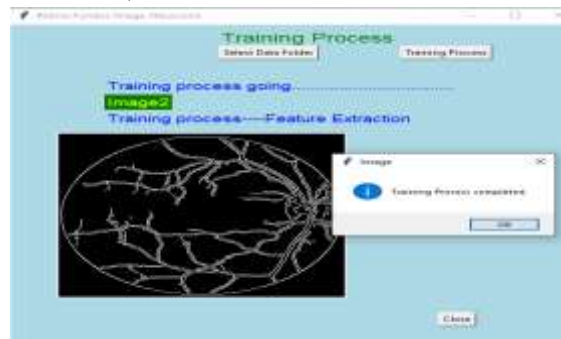 Training Process
Select Data Folder
Training Process
Training process going......................................
Image2
Training process----Feature Extraction
Image
Training Process completed
OK
Close